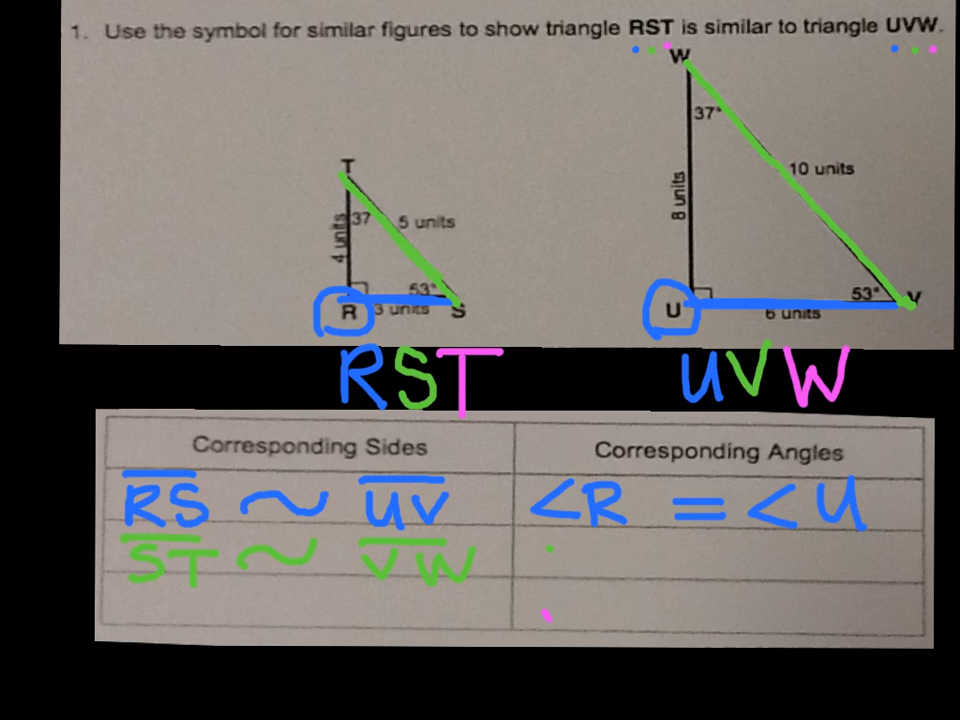 1. Use the symbol for similar figures to show triangle RST is similar to triangle UVW.
W
37°
10 units
8 units
T
37
5 units
4 units
53°
R
3 units
S
53°
V
U
6 units
RST UVW
Corresponding Sides Corresponding Angles
RS ~ UV <R = <U
ST ~ VW